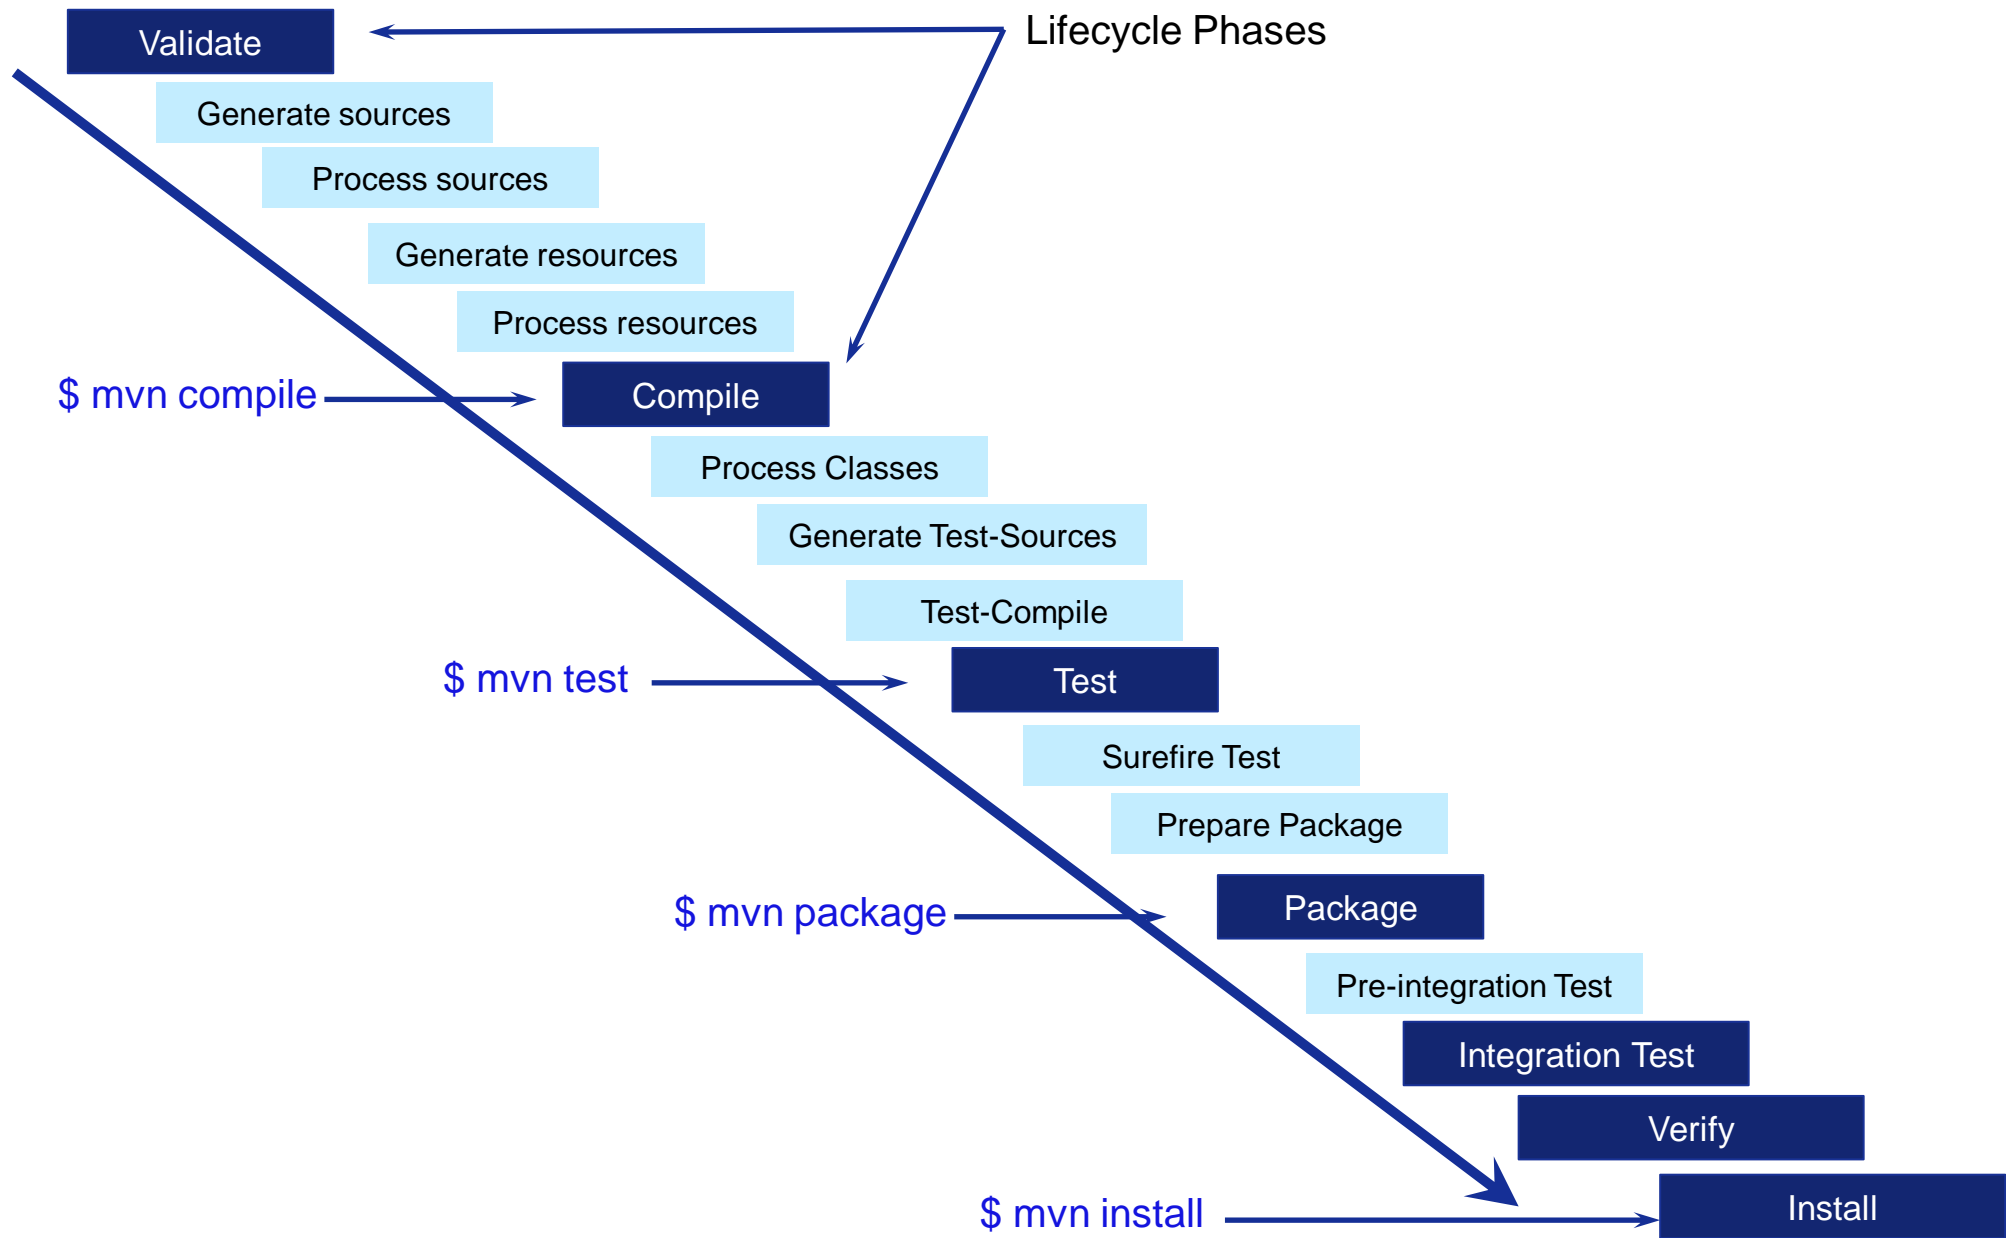 Validate
Lifecycle Phases
Generate sources
Process sources
Generate resources
Process resources
$ mvn compile
Compile
Process Classes
Generate Test-Sources
Test-Compile
$ mvn test
Test
Surefire Test
Prepare Package
$ mvn package
Package
Pre-integration Test
Integration Test
Verify
$ mvn install
Install